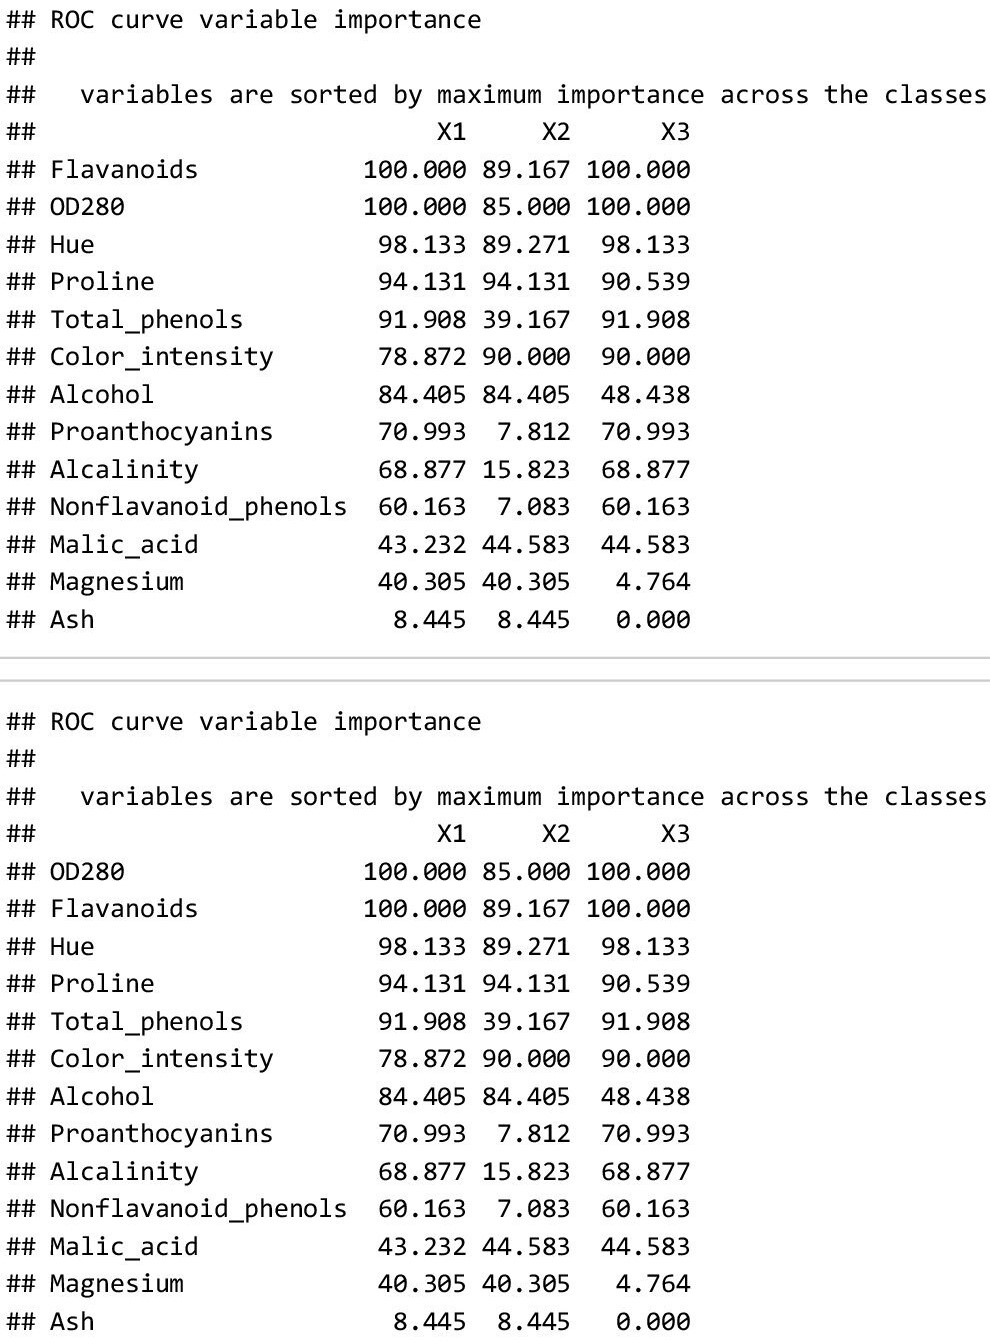 ## ROC curve variable importance
##
##   variables are sorted by maximum importance across the classes
##                           X1     X2      X3
## Flavanoids           100.000 89.167 100.000
## OD280                100.000 85.000 100.000
## Hue                   98.133 89.271  98.133
## Proline               94.131 94.131  90.539
## Total_phenols         91.908 39.167  91.908
## Color_intensity       78.872 90.000  90.000
## Alcohol               84.405 84.405  48.438
## Proanthocyanins       70.993  7.812  70.993
## Alcalinity            68.877 15.823  68.877
## Nonflavanoid_phenols  60.163  7.083  60.163
## Malic_acid            43.232 44.583  44.583
## Magnesium             40.305 40.305   4.764
## Ash                    8.445  8.445   0.000
## ROC curve variable importance
##
##   variables are sorted by maximum importance across the classes
##                           X1     X2      X3
## OD280                100.000 85.000 100.000
## Flavanoids           100.000 89.167 100.000
## Hue                   98.133 89.271  98.133
## Proline               94.131 94.131  90.539
## Total_phenols         91.908 39.167  91.908
## Color_intensity       78.872 90.000  90.000
## Alcohol               84.405 84.405  48.438
## Proanthocyanins       70.993  7.812  70.993
## Alcalinity            68.877 15.823  68.877
## Nonflavanoid_phenols  60.163  7.083  60.163
## Malic_acid            43.232 44.583  44.583
## Magnesium             40.305 40.305   4.764
## Ash                    8.445  8.445   0.000